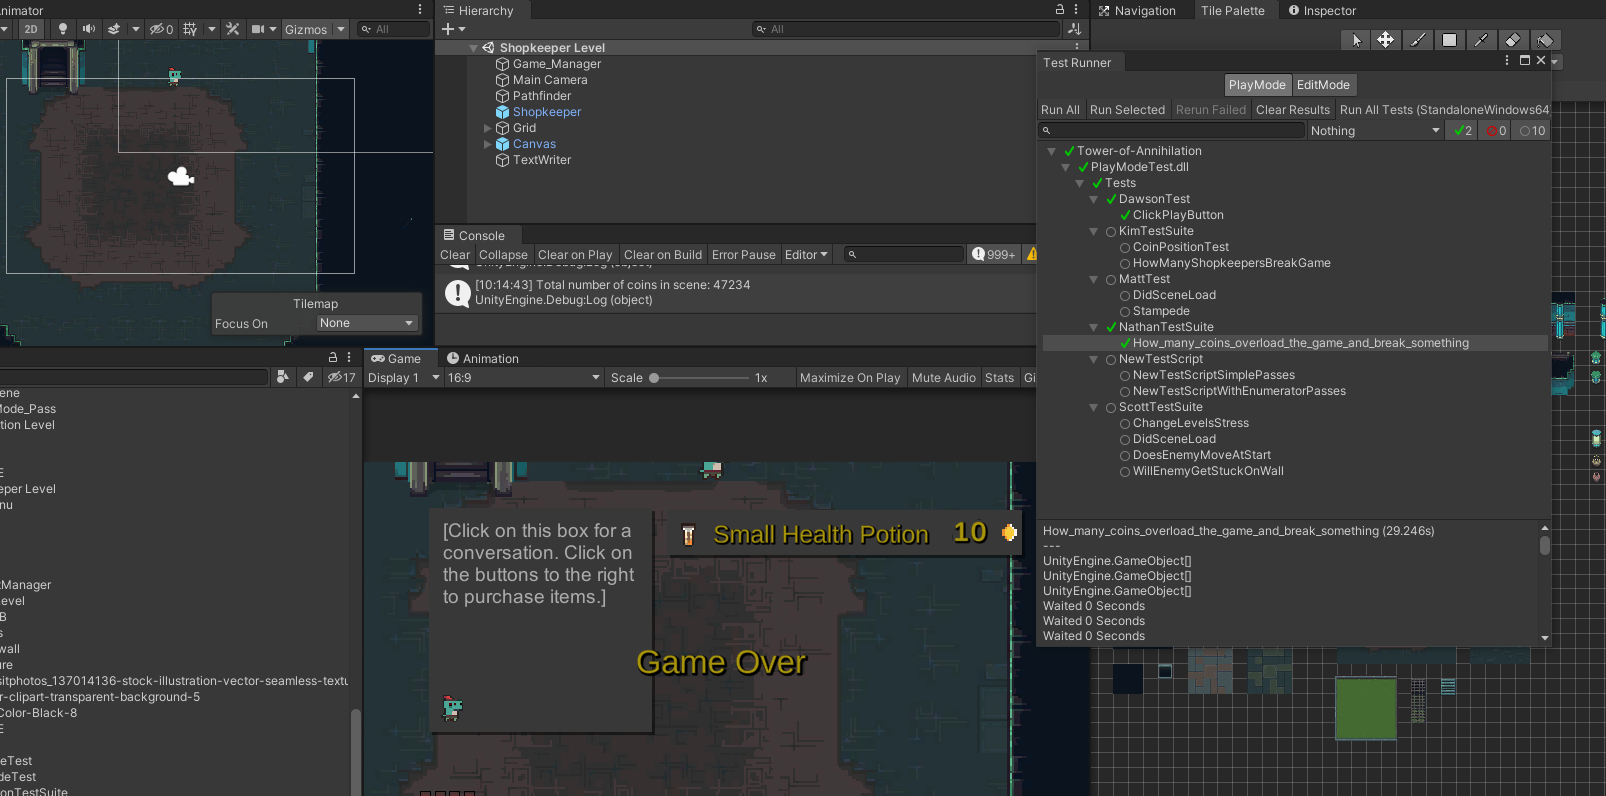 nimator
2D
0
Gizmos
All
Tilemap
Focus On
None
Hierarchy
All
Shopkeeper Level
Game_Manager
Main Camera
Pathfinder
Shopkeeper
Grid
Canvas
TextWriter
Console
Clear
Collapse
Clear on Play
Clear on Build
Error Pause
Editor
999+
UnityEngine.Debug:Log (object)
[10:14:43] Total number of coins in scene: 47234
UnityEngine.Debug:Log (object)
Navigation
Tile Palette
Inspector
Test Runner
PlayMode
EditMode
Run All
Run Selected
Rerun Failed
Clear Results
Run All Tests (StandaloneWindows64
Nothing
2
0
10
Tower-of-Annihilation
PlayModeTest.dll
Tests
DawsonTest
ClickPlayButton
KimTestSuite
CoinPositionTest
HowManyShopkeepersBreakGame
MattTest
DidSceneLoad
Stampede
NathanTestSuite
How_many_coins_overload_the_game_and_break_something
NewTestScript
NewTestScriptSimplePasses
NewTestScriptWithEnumeratorPasses
ScottTestSuite
ChangeLevelsStress
DidSceneLoad
DoesEnemyMoveAtStart
WillEnemyGetStuckOnWall
How_many_coins_overload_the_game_and_break_something (29.246s)
---
UnityEngine.GameObject[]
UnityEngine.GameObject[]
UnityEngine.GameObject[]
Waited 0 Seconds
Waited 0 Seconds
Waited 0 Seconds
17
ene
Mode_Pass
tion Level
E
eper Level
nu
tManager
evel
B
s
wall
ure
sitphotos_137014136-stock-illustration-vector-seamless-textu
r-clipart-transparent-background-5
Color-Black-8
E
eTest
deTest
onTestSuite
Game
Animation
Display 1
16:9
Scale
1x
Maximize On Play
Mute Audio
Stats
Gi
[Click on this box for a
conversation. Click on
the buttons to the right
to purchase items.]
Small Health Potion 10
Game Over